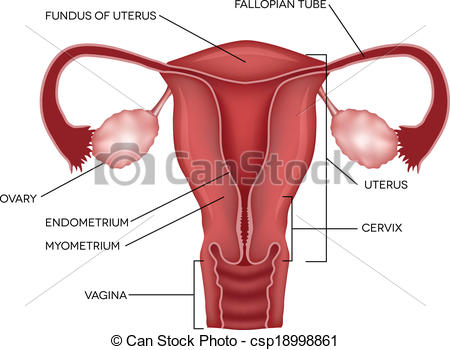 FALLOPIAN TUBE
FUNDUS OF UTERUS
OVARY
UTERUS
ENDOMETRIUM
CERVIX
MYOMETRIUM
VAGINA
© Can Stock Photo - csp18998861